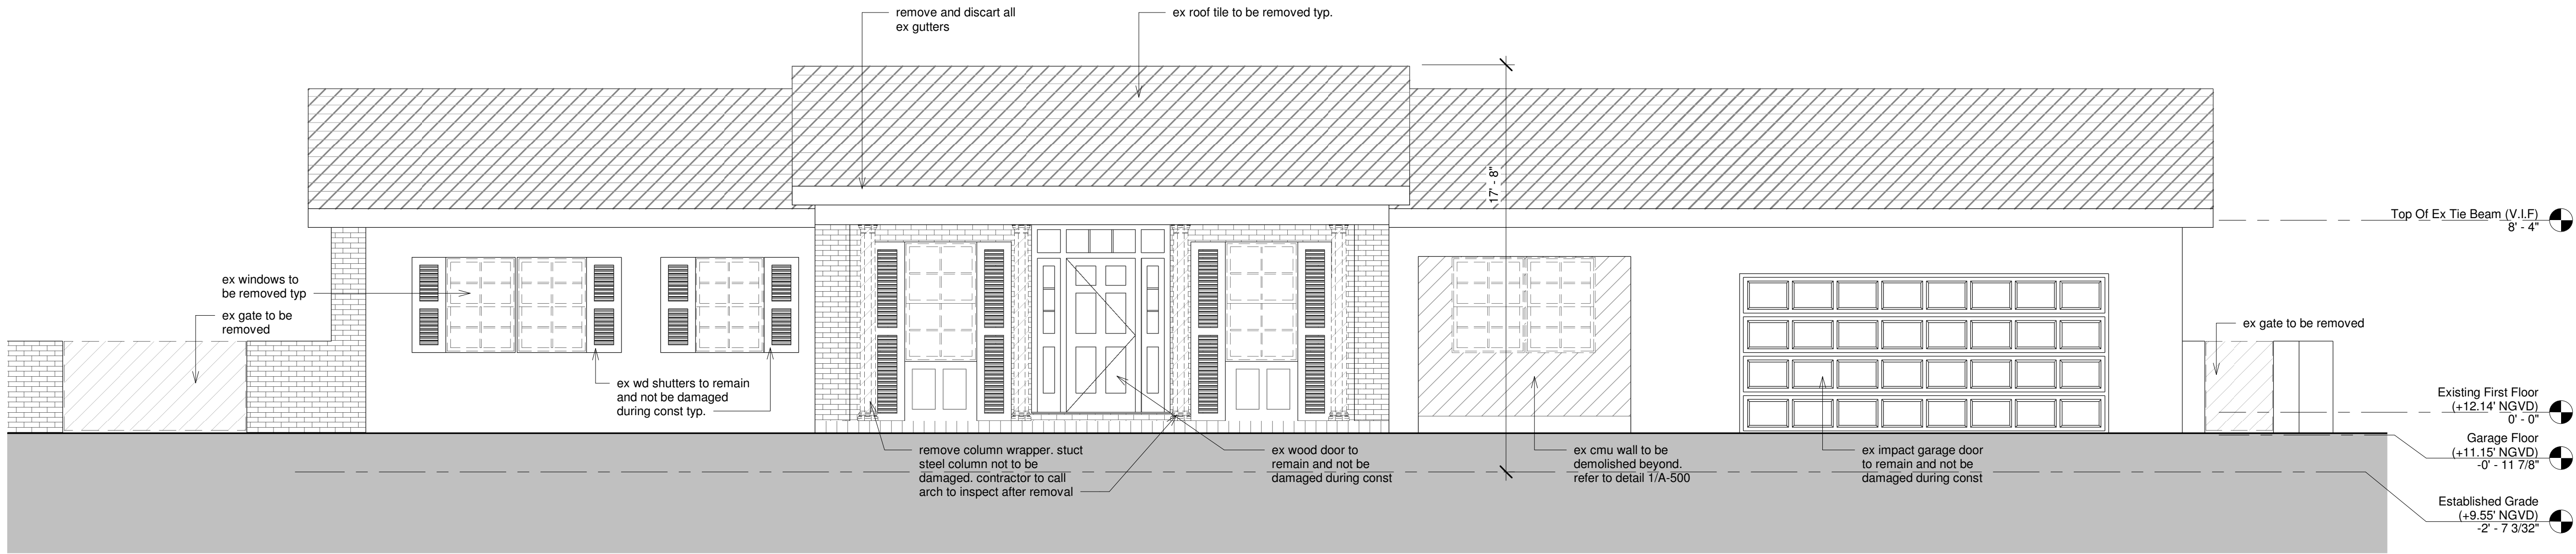 remove and discart all
ex gutters
ex roof tile to be removed typ.
17' - 8"
Top Of Ex Tie Beam (V.I.F)
8' - 4"
ex windows to
be removed typ
ex gate to be
removed
ex gate to be removed
ex wd shutters to remain
and not be damaged
during const typ.
Existing First Floor
(+12.14' NGVD)
0' - 0"
Garage Floor
(+11.15' NGVD)
-0' - 11 7/8"
remove column wrapper. stuct
steel column not to be
damaged. contractor to call
arch to inspect after removal
ex wood door to
remain and not be
damaged during const
ex cmu wall to be
demolished beyond.
refer to detail 1/A-500
ex impact garage door
to remain and not be
damaged during const
Established Grade
(+9.55' NGVD)
-2' - 7 3/32"